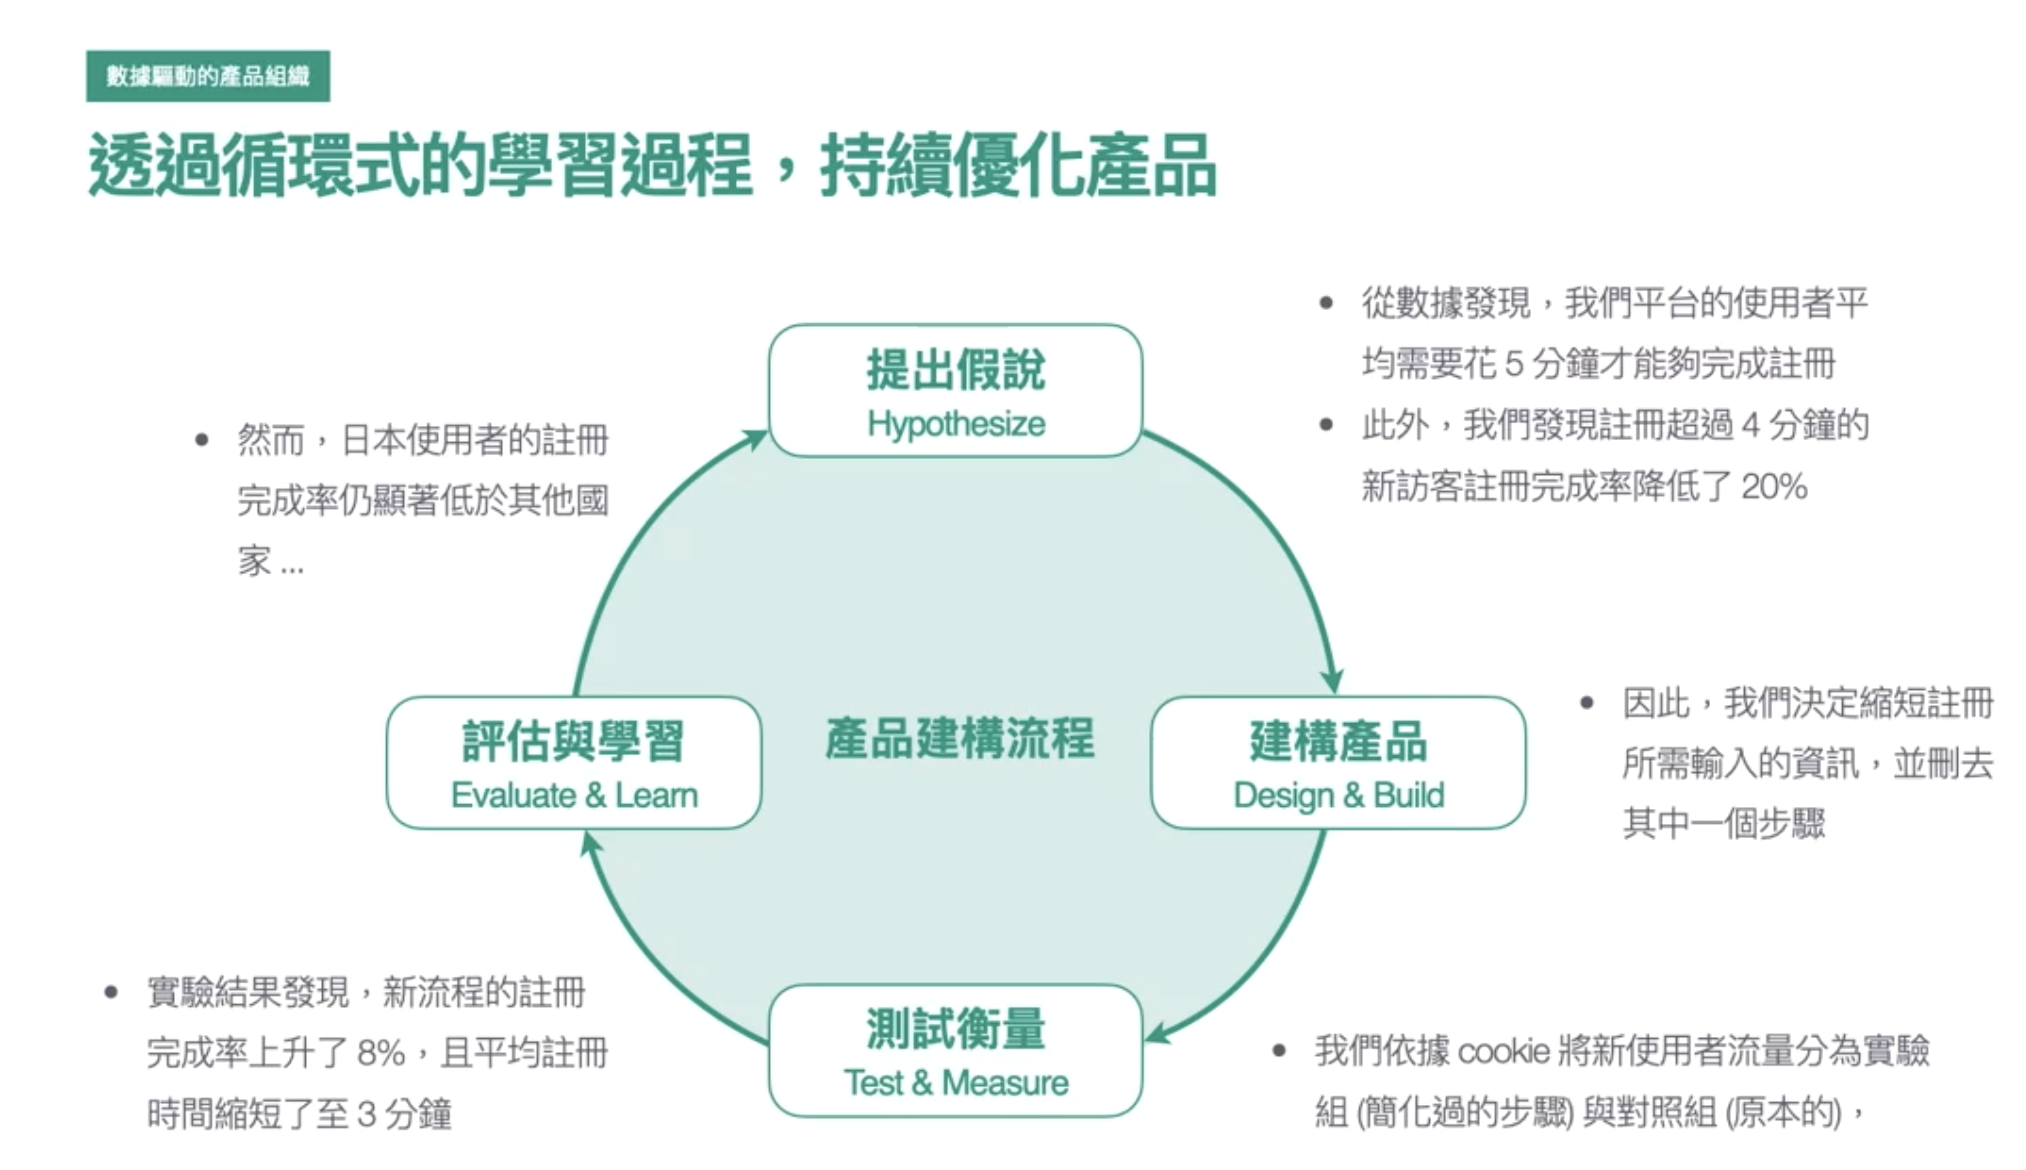 數據驅動的產品組織
透過循環式的學習過程，持續優化產品
提出假說
Hypothesize
• 從數據發現，我們平台的使用者平
均需要花 5 分鐘才能夠完成註冊
• 此外，我們發現註冊超過 4 分鐘的
新訪客註冊完成率降低了 20%
建構產品
Design & Build
• 因此，我們決定縮短註冊
所需輸入的資訊，並刪去
其中一個步驟
測試衡量
Test & Measure
• 我們依據 cookie 將新使用者流量分為實驗
組 (簡化過的步驟) 與對照組 (原本的)，
評估與學習
Evaluate & Learn
• 實驗結果發現，新流程的註冊
完成率上升了 8%，且平均註冊
時間縮短了至 3 分鐘
• 然而，日本使用者的註冊
完成率仍顯著低於其他國
家 ...
產品建構流程